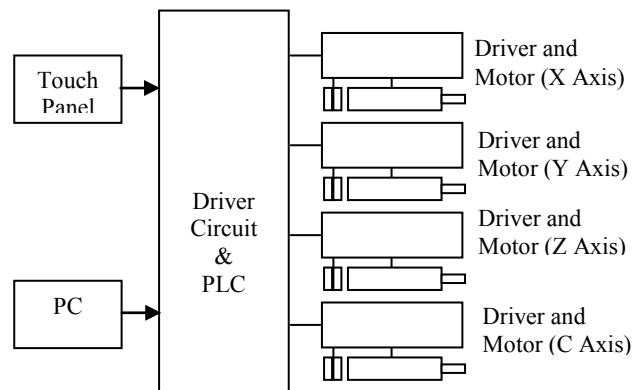 Touch
Panel
PC
Driver
Circuit
&
PLC
Driver and
Motor (X Axis)
Driver and
Motor (Y Axis)
Driver and
Motor (Z Axis)
Driver and
Motor (C Axis)